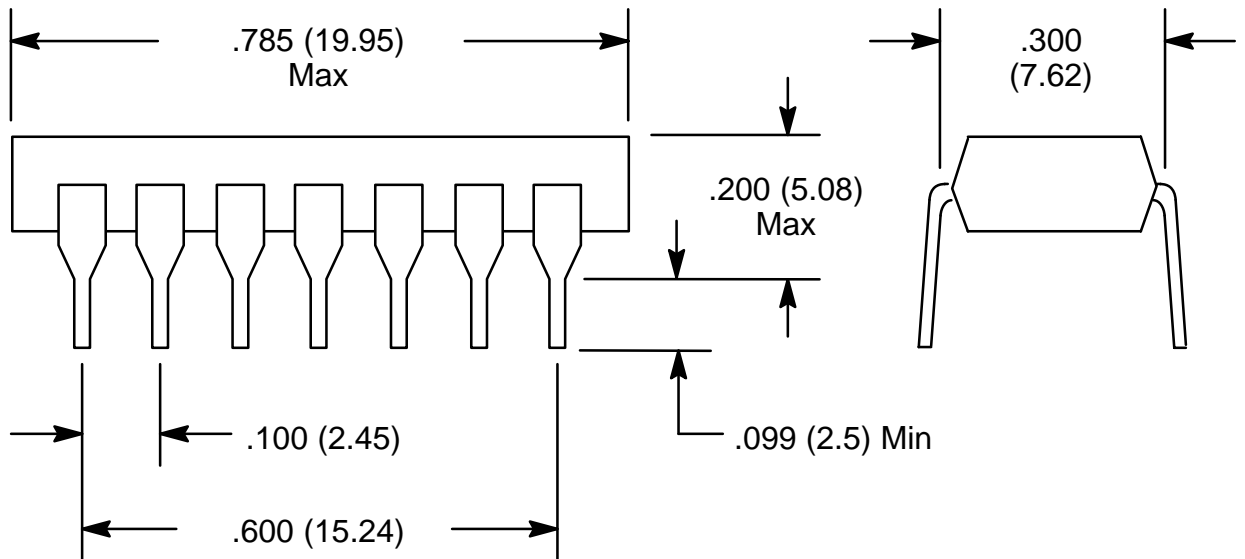 .785 (19.95)
Max
.300
(7.62)
.200 (5.08)
Max
.100 (2.45)
.099 (2.5) Min
.600 (15.24)